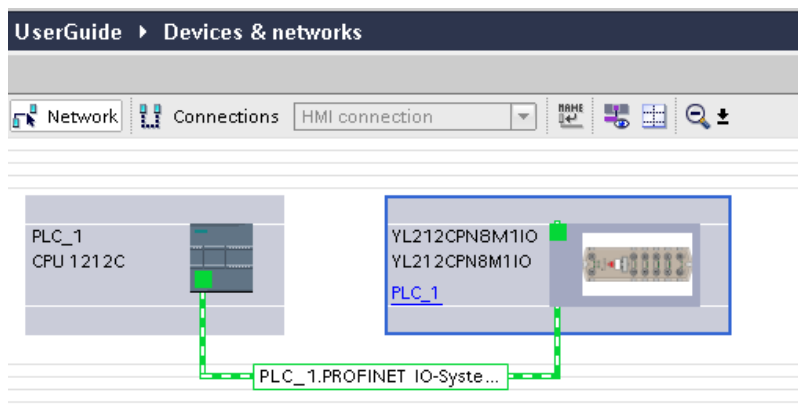 UserGuide ▸ Devices & networks
Network Connections HMI connection NAME
PLC_1
CPU 1212C
YL212CPN8M1IO
YL212CPN8M1IO
PLC_1
PLC_1.PROFINET IO-Syste...